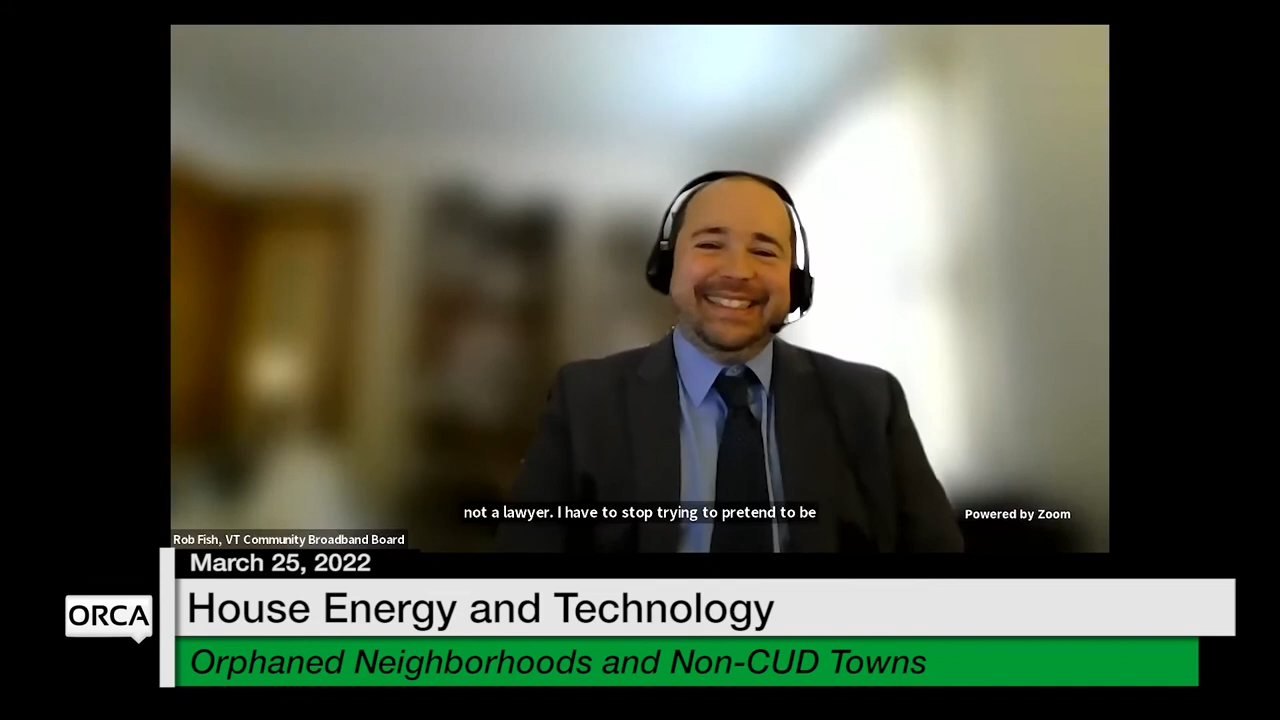 not a lawyer. I have to stop trying to pretend to be
Powered by Zoom
Rob Fish, VT Community Broadband Board
March 25, 2022
ORCA
House Energy and Technology
Orphaned Neighborhoods and Non-CUD Towns